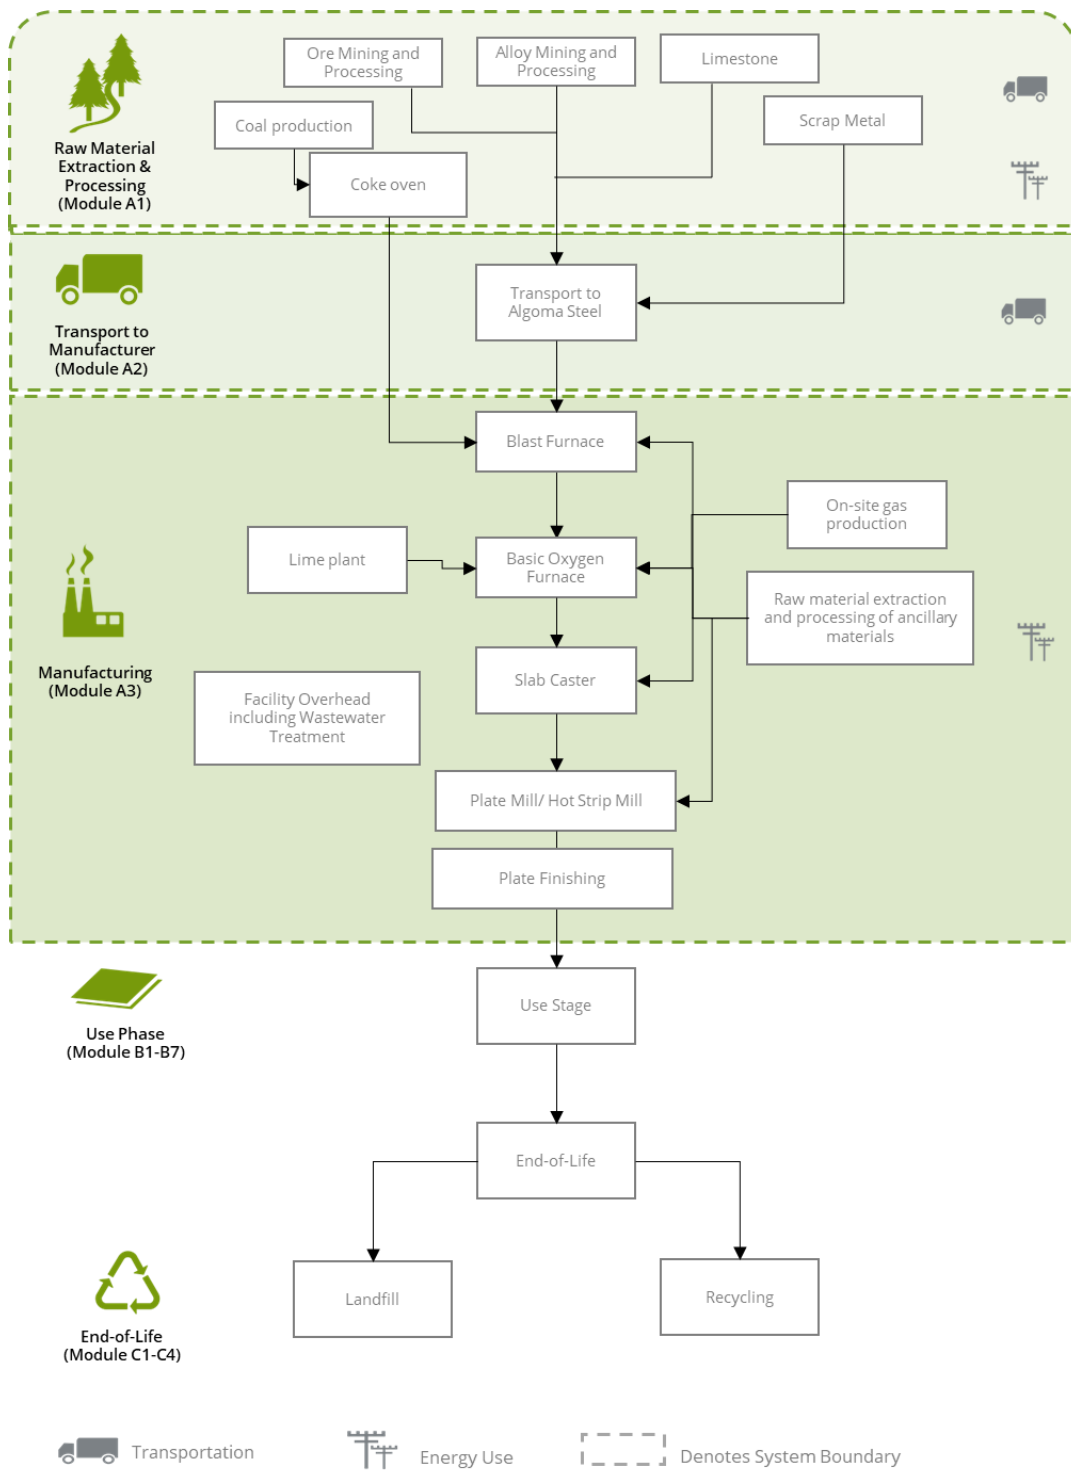 Ore Mining and
Processing
Alloy Mining and
Processing
Limestone
Coal production
Scrap Metal
Coke oven
Raw Material
Extraction &
Processing
(Module A1)
Transport to
Algoma Steel
Transport to
Manufacturer
(Module A2)
Blast Furnace
On-site gas
production
Lime plant
Basic Oxygen
Furnace
Raw material extraction
and processing of ancillary
materials
Manufacturing
(Module A3)
Slab Caster
Facility Overhead
including Wastewater
Treatment
Plate Mill/ Hot Strip Mill
Plate Finishing
Use Stage
Use Phase
(Module B1-B7)
End-of-Life
Landfill
Recycling
End-of-Life
(Module C1-C4)
Transportation
Energy Use
Denotes System Boundary